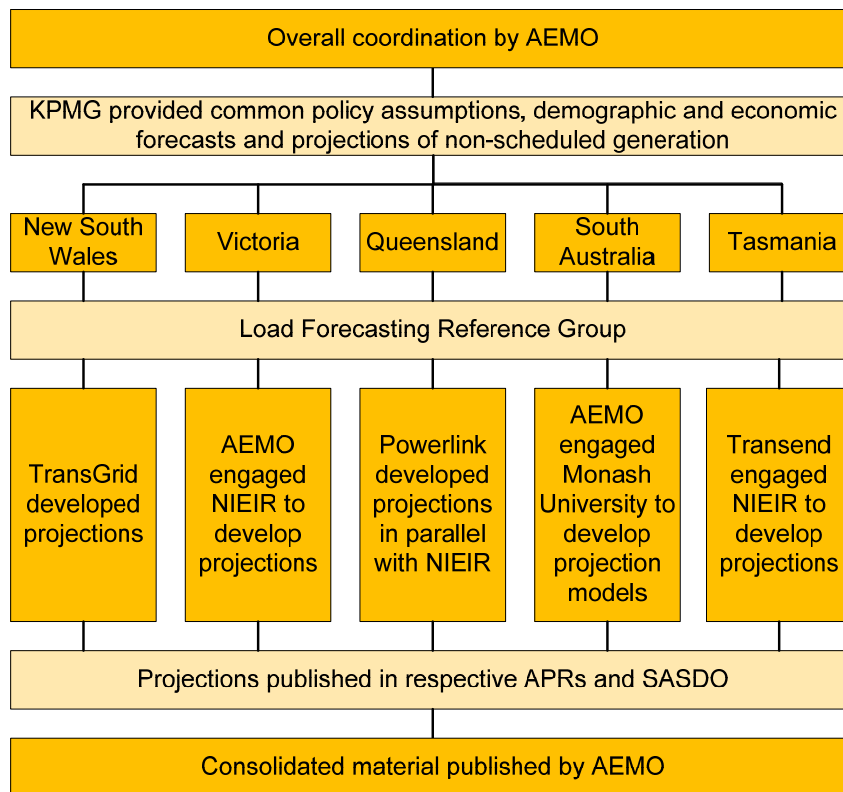 Overall coordination by AEMO
KPMG provided common policy assumptions, demographic and economic
forecasts and projections of non-scheduled generation
New South
Wales
Victoria
Queensland
South
Australia
Tasmania
Load Forecasting Reference Group
TransGrid
developed
projections
AEMO
engaged
NIEIR to
develop
projections
Powerlink
developed
projections
in parallel
with NIEIR
AEMO
engaged
Monash
University to
develop
projection
models
Transend
engaged
NIEIR to
develop
projections
Projections published in respective APRs and SASDO
Consolidated material published by AEMO